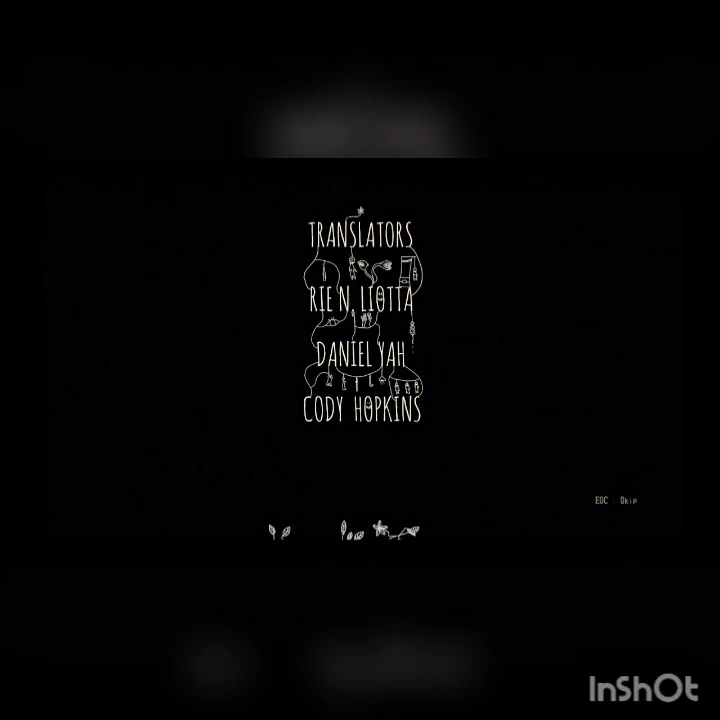 TRANSLATORS
RIE N. LIOTTA
DANIEL YAH
CODY HOPKINS
ESC - Skip
InShOt